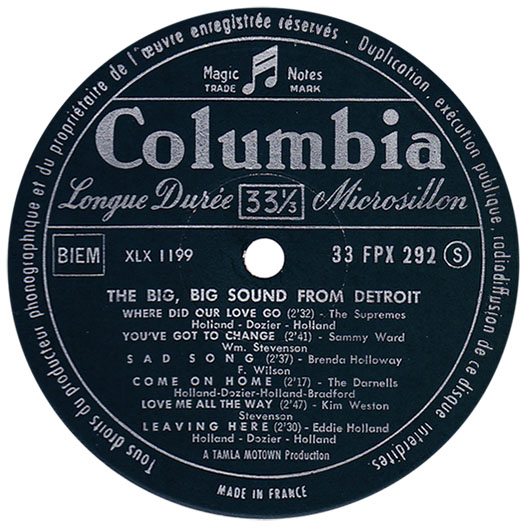 Tous droits du producteur phonographique et du propriétaire de l'œuvre enregistrée réservés. Duplication, exécution publique, radiodiffusion de ce disque interdites.
Magic Notes
TRADE MARK
Columbia
Longue Durée 33⅓ Microsillon
BIEM XLX 1199 33 FPX 292 S
THE BIG, BIG SOUND FROM DETROIT
WHERE DID OUR LOVE GO (2'32) - The Supremes
Holland - Dozier - Holland
YOU'VE GOT TO CHANGE (2'41) - Sammy Ward
Wm. Stevenson
SAD SONG (2'37) - Brenda Holloway
F. Wilson
COME ON HOME (2'17) - The Darnells
Holland-Dozier-Holland-Bradford
LOVE ME ALL THE WAY (2'47) - Kim Weston
Stevenson
LEAVING HERE (2'30) - Eddie Holland
Holland - Dozier - Holland
A TAMLA MOTOWN Production
MADE IN FRANCE